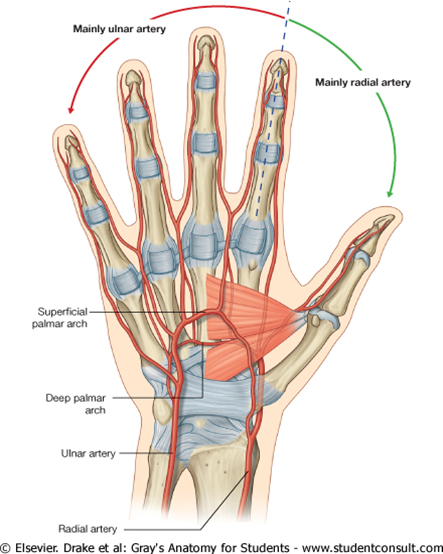 Mainly ulnar artery
Mainly radial artery
Superficial
palmar arch
Deep palmar
arch
Ulnar artery
Radial artery
© Elsevier. Drake et al: Gray's Anatomy for Students - www.studentconsult.com